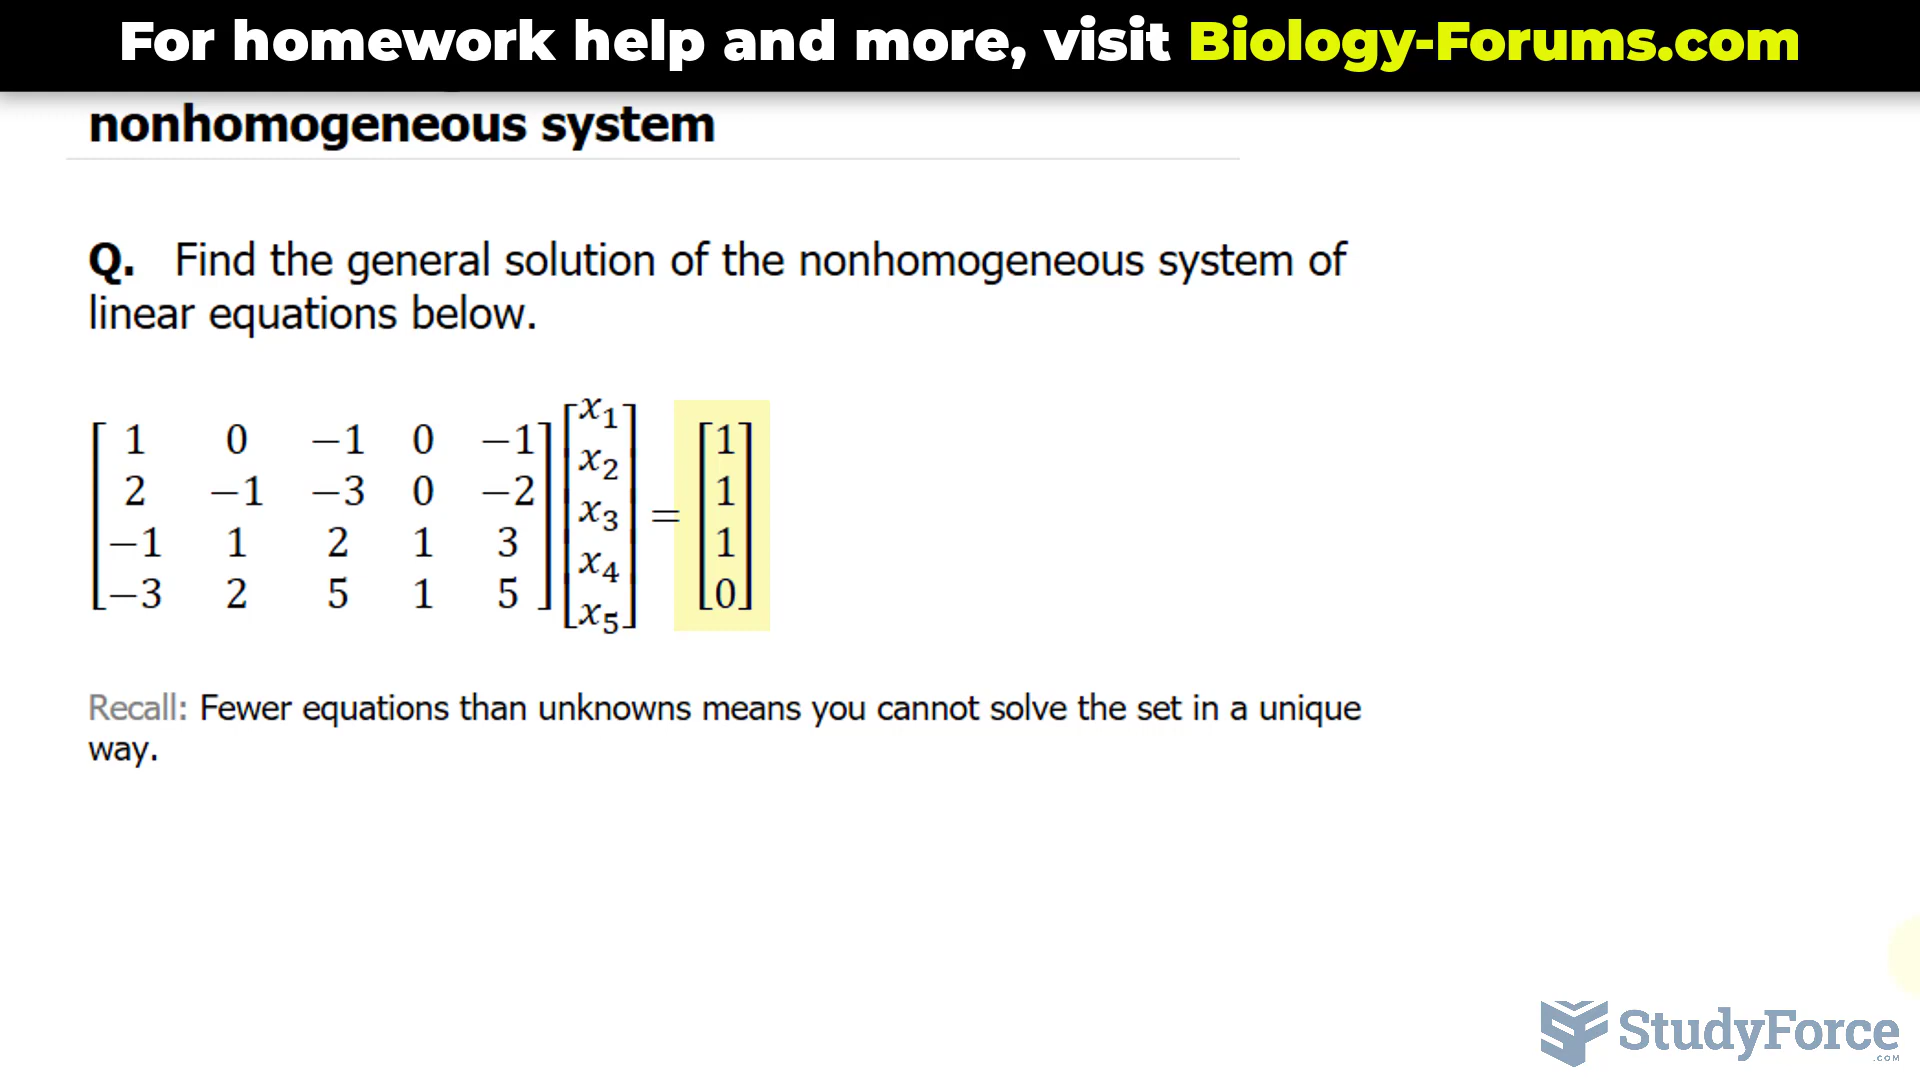 For homework help and more, visit Biology-Forums.com
nonhomogeneous system
Q. Find the general solution of the nonhomogeneous system of
linear equations below.
[1 0 −1 0 −1] [x₁] [1]
[2 −1 −3 0 −2] [x₂] [1]
[−1 1 2 1 3] [x₃] = [1]
[−3 2 5 1 5] [x₄] [0]
[x₅]
Recall: Fewer equations than unknowns means you cannot solve the set in a unique
way.
StudyForce
.COM